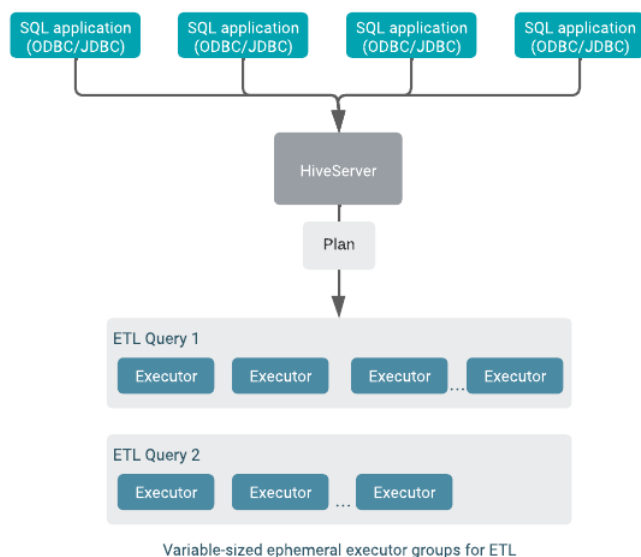 SQL application
(ODBC/JDBC)
SQL application
(ODBC/JDBC)
SQL application
(ODBC/JDBC)
SQL application
(ODBC/JDBC)
HiveServer
Plan
ETL Query 1
Executor Executor Executor ... Executor
ETL Query 2
Executor Executor ... Executor
Variable-sized ephemeral executor groups for ETL